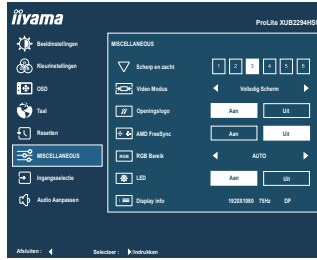 iiyama
ProLite XUB2294HSU
Beeldinstellingen
Kleurinstellingen
OSD
Taal
Resetten
MISCELLANEOUS
Ingangsselectie
Audio Aanpassen
MISCELLANEOUS
Scherp en zacht 1 2 3 4 5 6
Video Modus Volledig Scherm
Openingslogo Aan Uit
AMD FreeSync Aan Uit
RGB RGB Bereik AUTO
LED Aan Uit
Display info 1920X1080 75Hz DP
Afsluiten : Selecteer : Indrukken